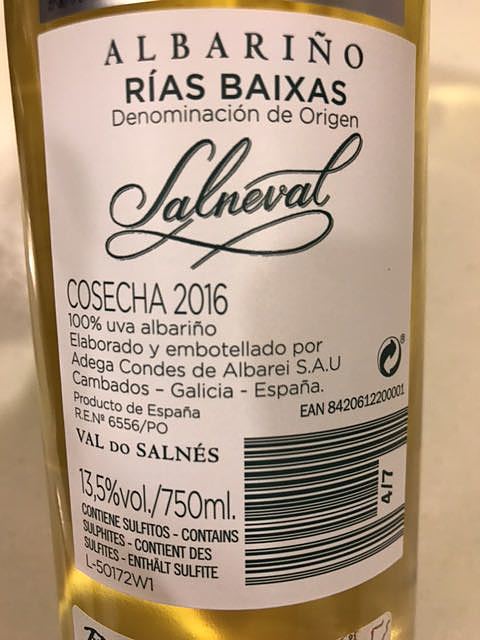 ALBARIÑO
RÍAS BAIXAS
Denominación de Origen
Salneval
COSECHA 2016
100% uva albariño
Elaborado y embotellado por
Adega Condes de Albarei S.A.U
Cambados – Galicia - España.
Producto de España
R.E.Nº 6556/PO
EAN 8420612200001
VAL DO SALNÉS
13,5%vol./750ml.
4/7
CONTIENE SULFITOS - CONTAINS
SULPHITES - CONTIENT DES
SULFITES - ENTHÄLT SULFITE
L-50172W1